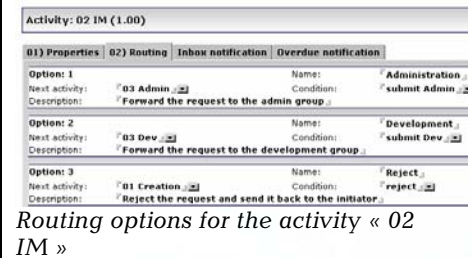 Activity: 02 IM (1.00)
01) Properties 02) Routing Inbox notification Overdue notification
Option: 1 Name: Administration
Next activity: 03 Admin Condition: submit Admin
Description: Forward the request to the admin group
Option: 2 Name: Development
Next activity: 03 Dev Condition: submit Dev
Description: Forward the request to the development group
Option: 3 Name: Reject
Next activity: 01 Creation Condition: reject
Description: Reject the request and send it back to the initiator
Routing options for the activity « 02
IM »